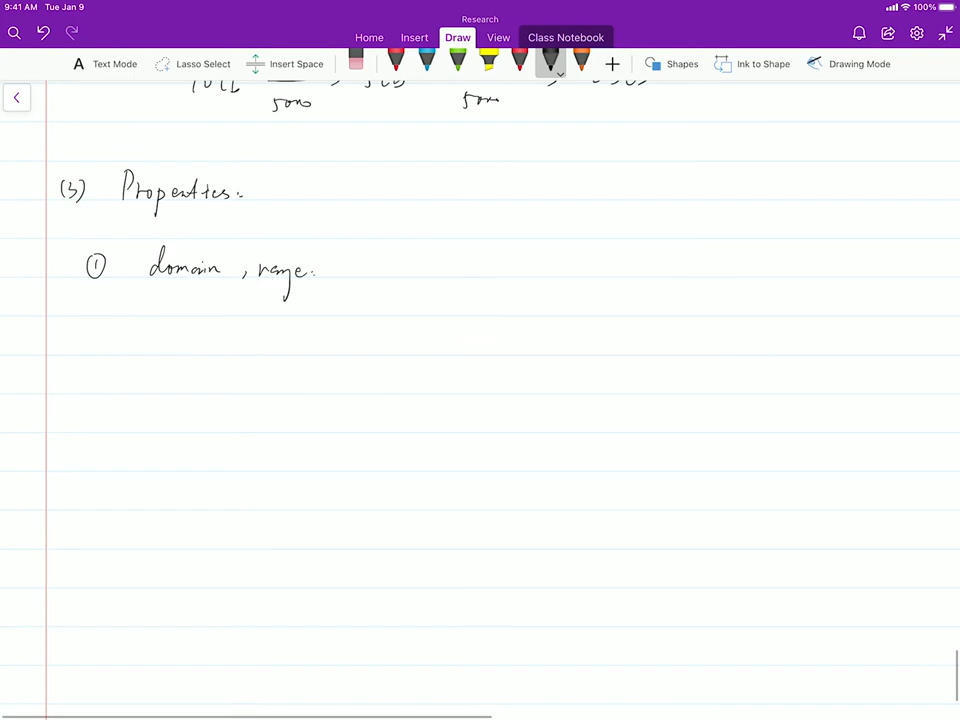 9:41 AM Tue Jan 9 100%
Research
Home Insert Draw View Class Notebook
A Text Mode Lasso Select Insert Space Shapes Ink to Shape Drawing Mode
(3) Properties:
① domain, range: